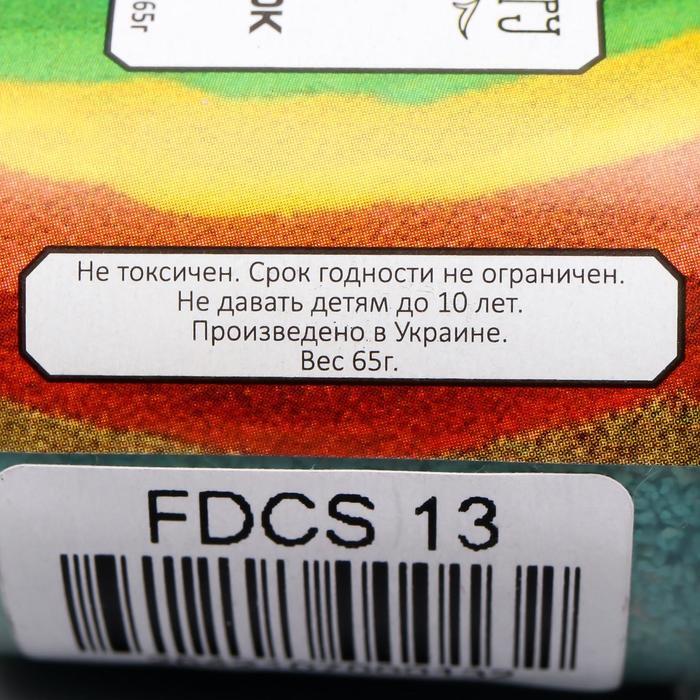 65г
Не токсичен. Срок годности не ограничен.
Не давать детям до 10 лет.
Произведено в Украине.
Вес 65г.
FDCS 13